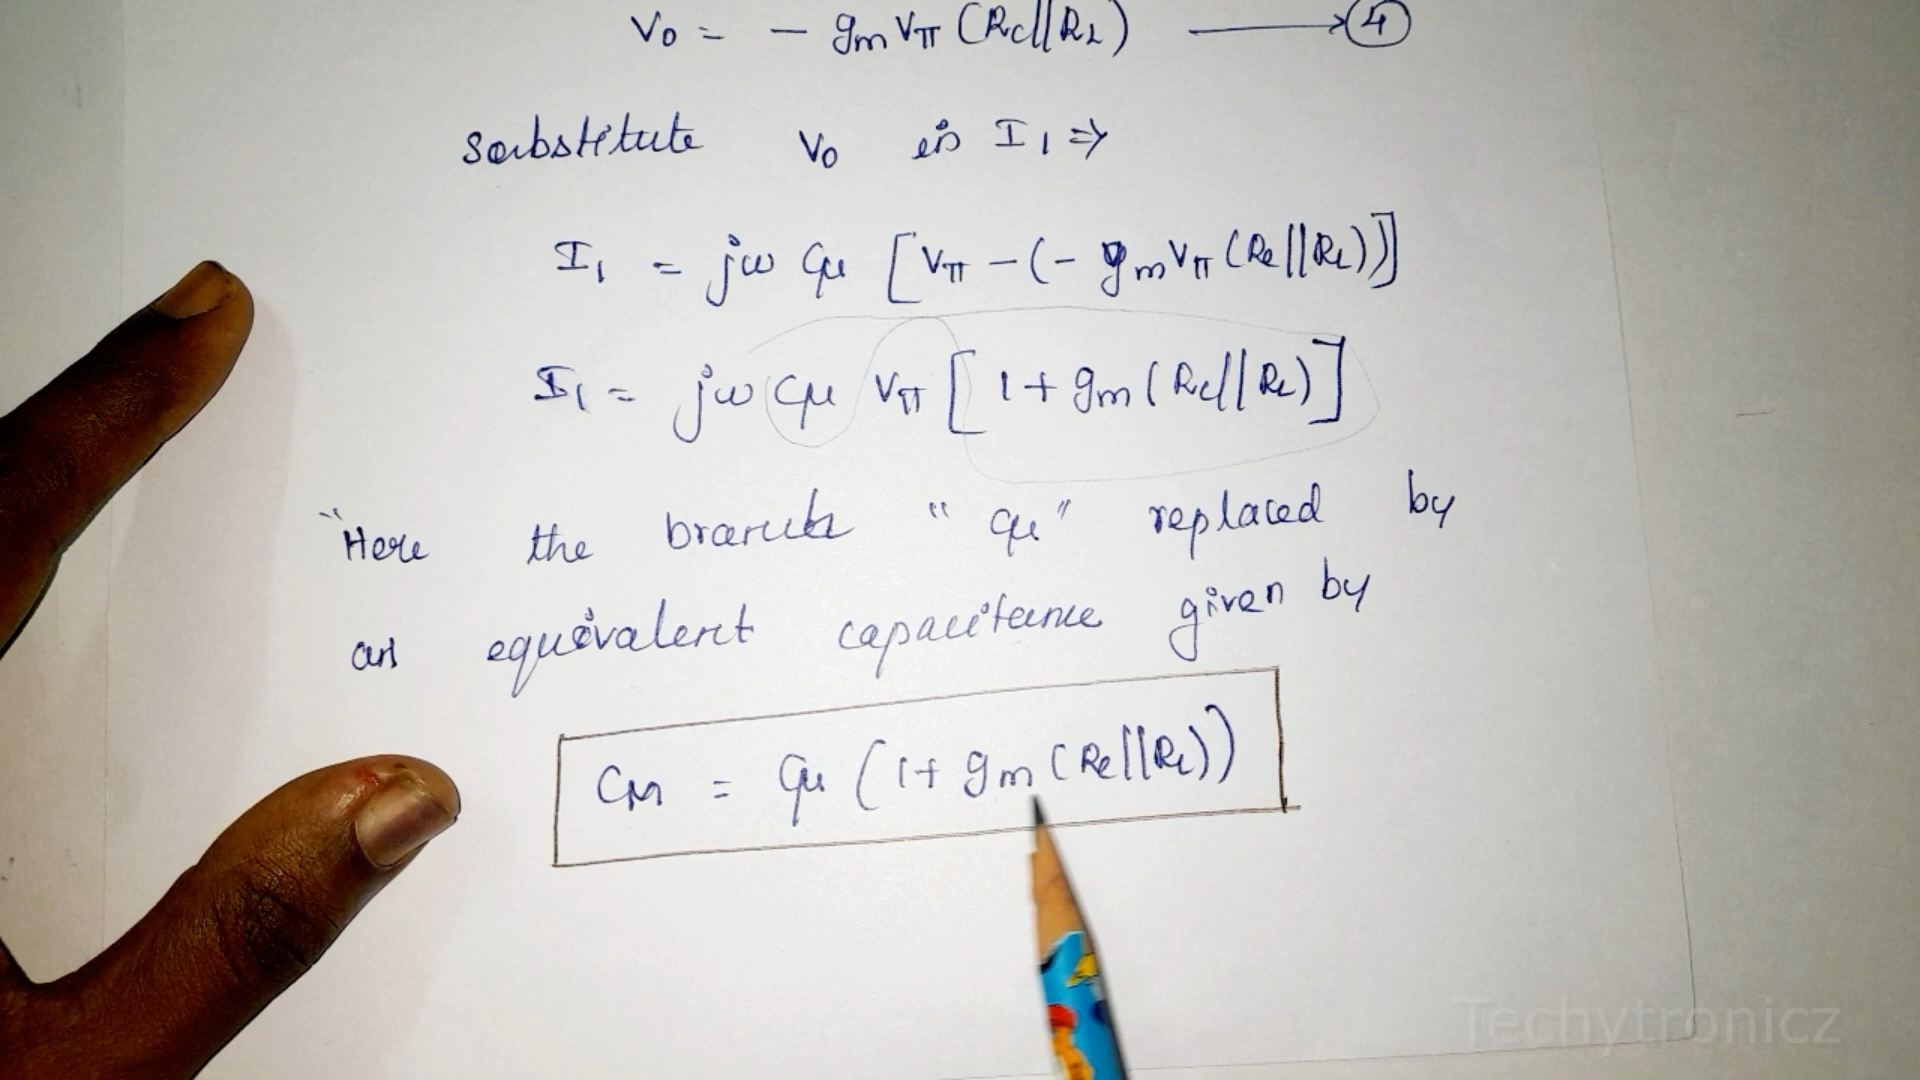 V₀ = - gm Vπ (Rc||RL) ⟶ ④
substitute V₀ in I₁ ⇒
I₁ = jω Cμ [Vπ - (- gm Vπ (Rc||RL))]
I₁ = jω Cμ Vπ [1 + gm (Rc||RL)]
"Here the branch "Cμ" replaced by
an equivalent capacitance given by
CM = Cμ (1 + gm (Rc||RL))
Techytronicz